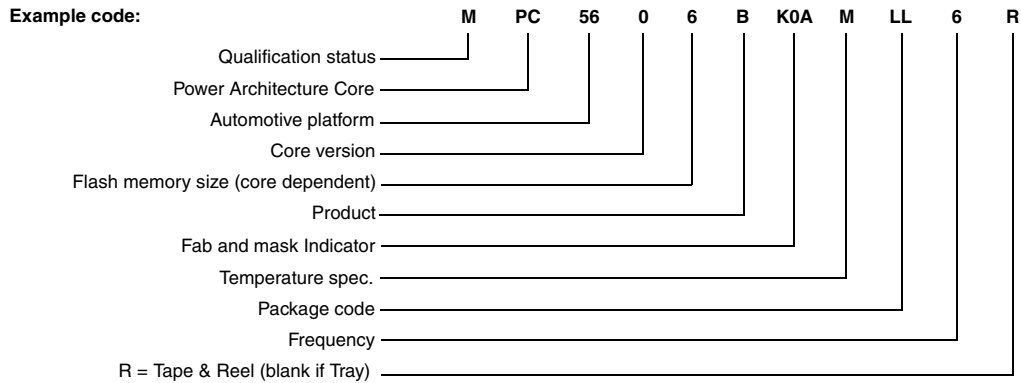 Example code: M PC 56 0 6 B K0A M LL 6 R
Qualification status
Power Architecture Core
Automotive platform
Core version
Flash memory size (core dependent)
Product
Fab and mask Indicator
Temperature spec.
Package code
Frequency
R = Tape & Reel (blank if Tray)